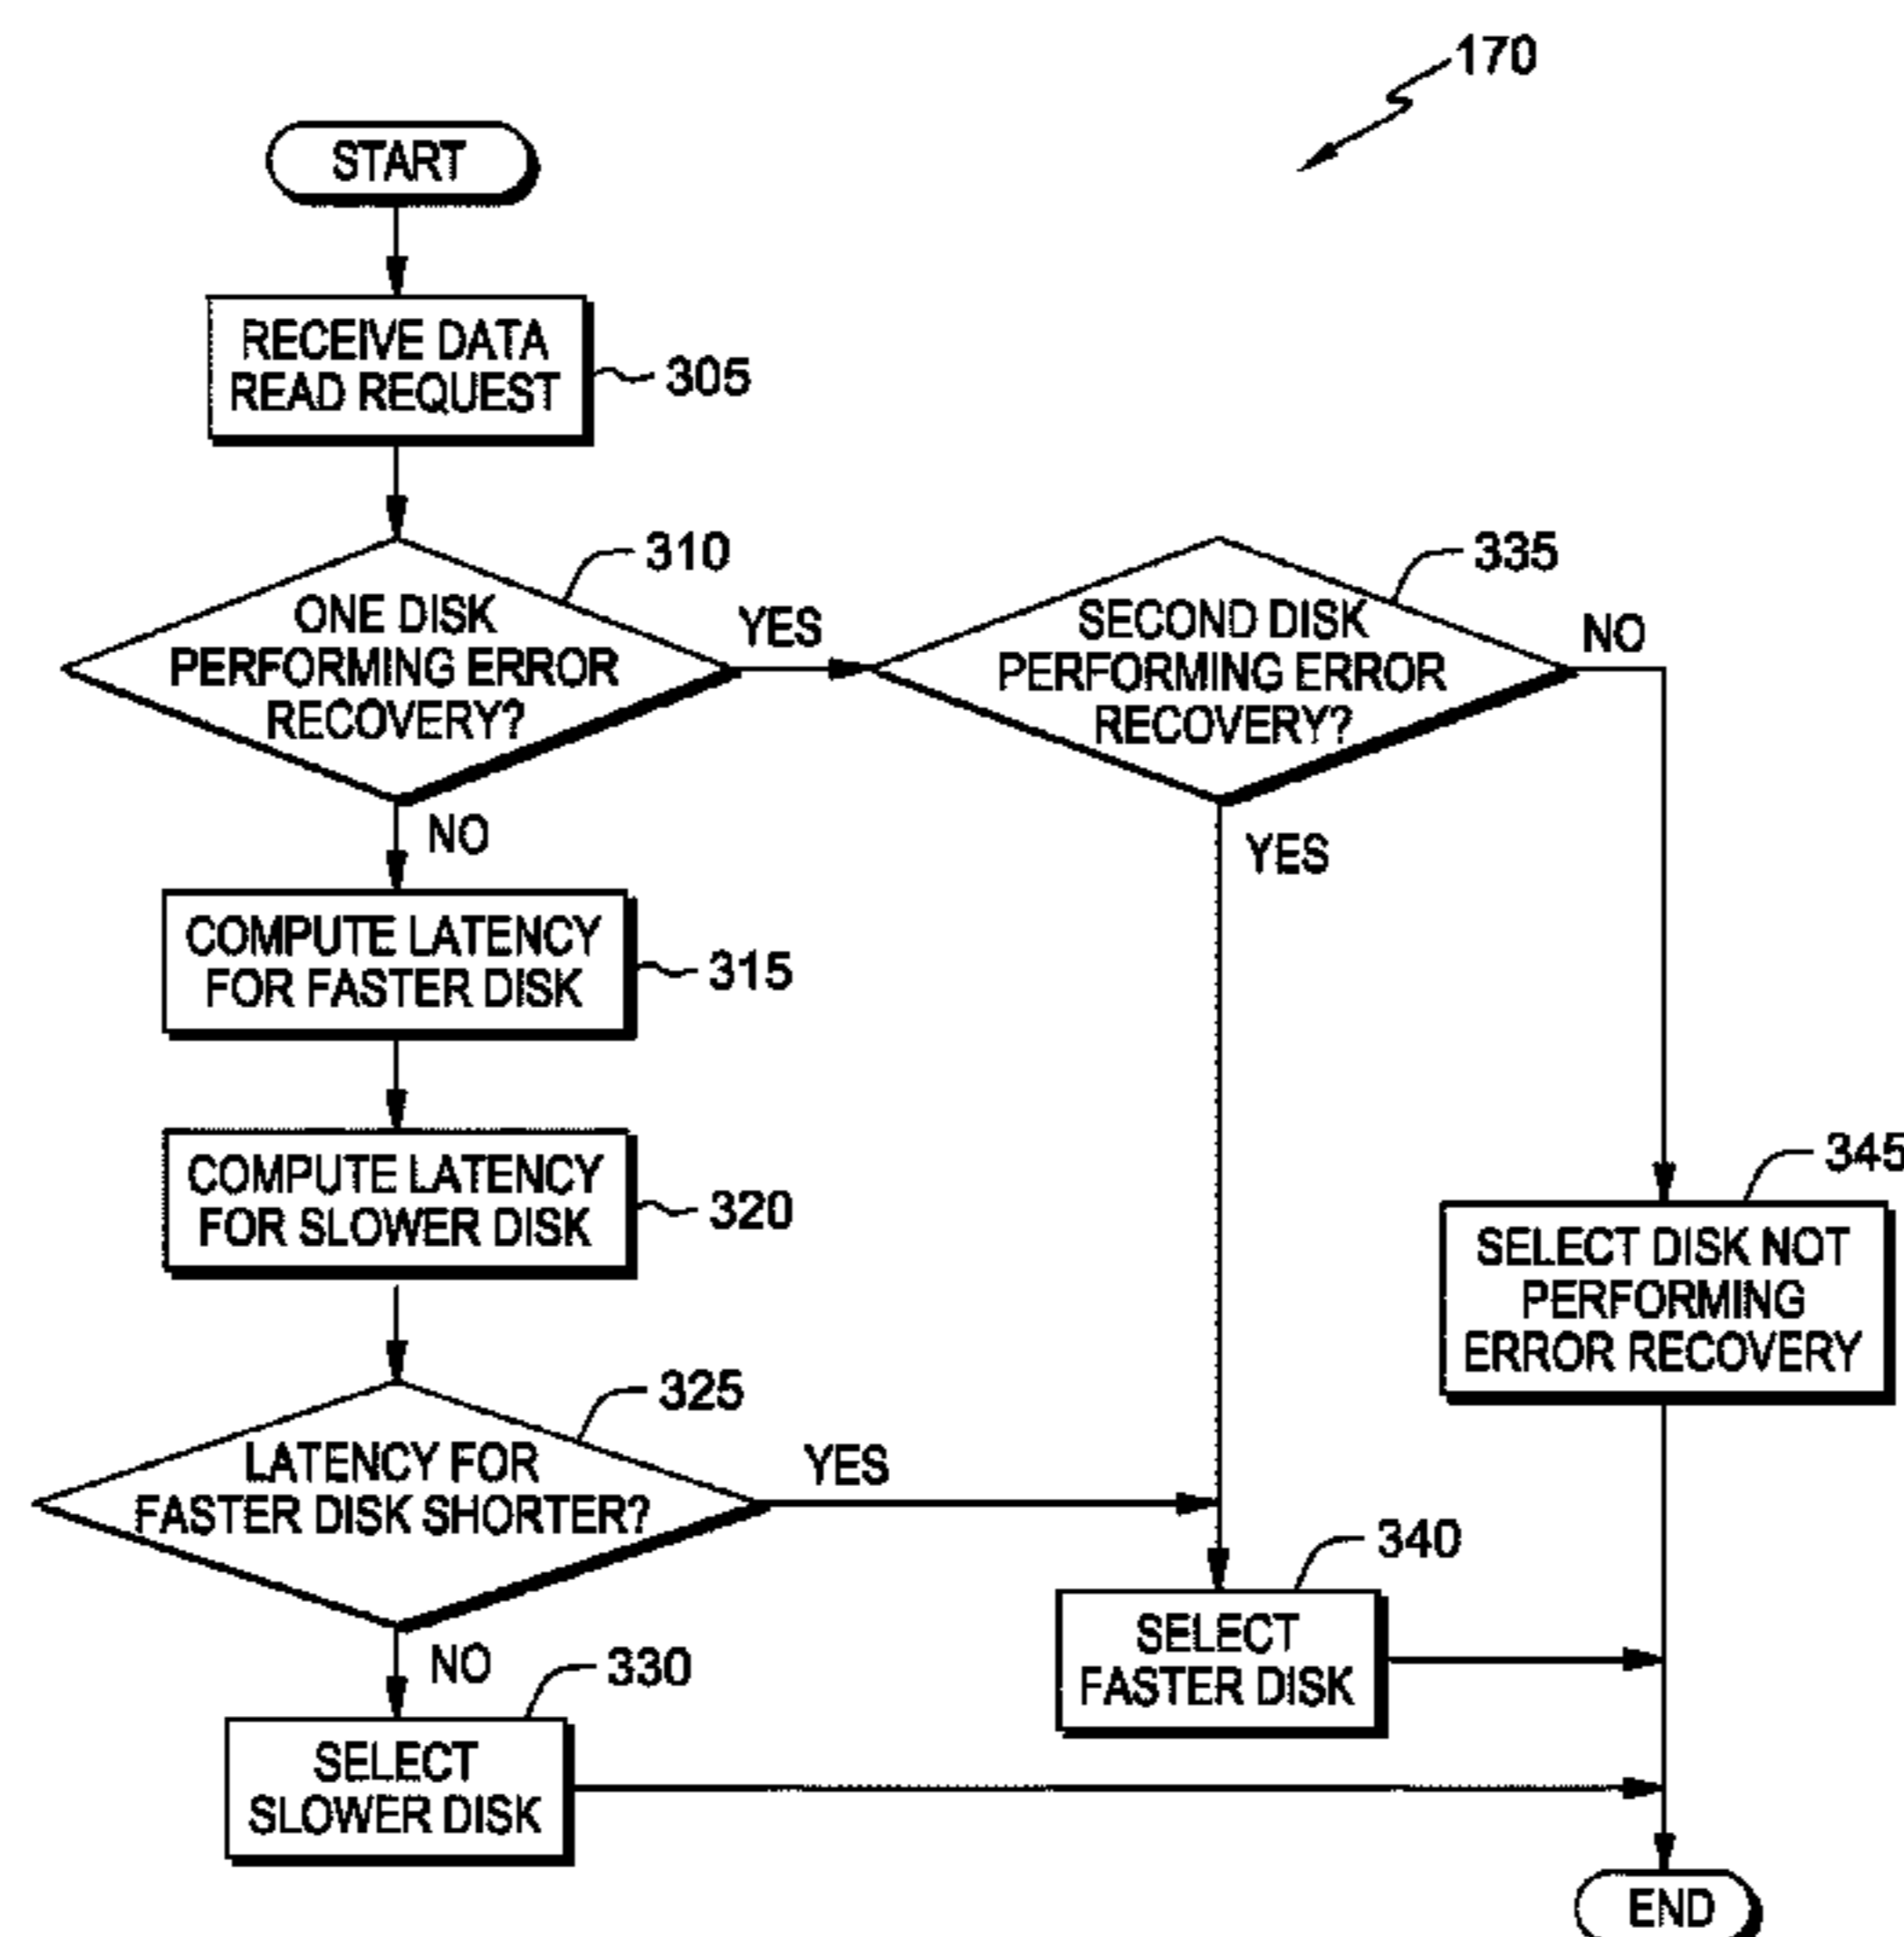 170
START
RECEIVE DATA
READ REQUEST
305
310
ONE DISK
PERFORMING ERROR
RECOVERY?
YES
335
SECOND DISK
PERFORMING ERROR
RECOVERY?
NO
NO
YES
COMPUTE LATENCY
FOR FASTER DISK
315
COMPUTE LATENCY
FOR SLOWER DISK
320
345
SELECT DISK NOT
PERFORMING
ERROR RECOVERY
325
LATENCY FOR
FASTER DISK SHORTER?
YES
340
SELECT
FASTER DISK
NO
330
SELECT
SLOWER DISK
END